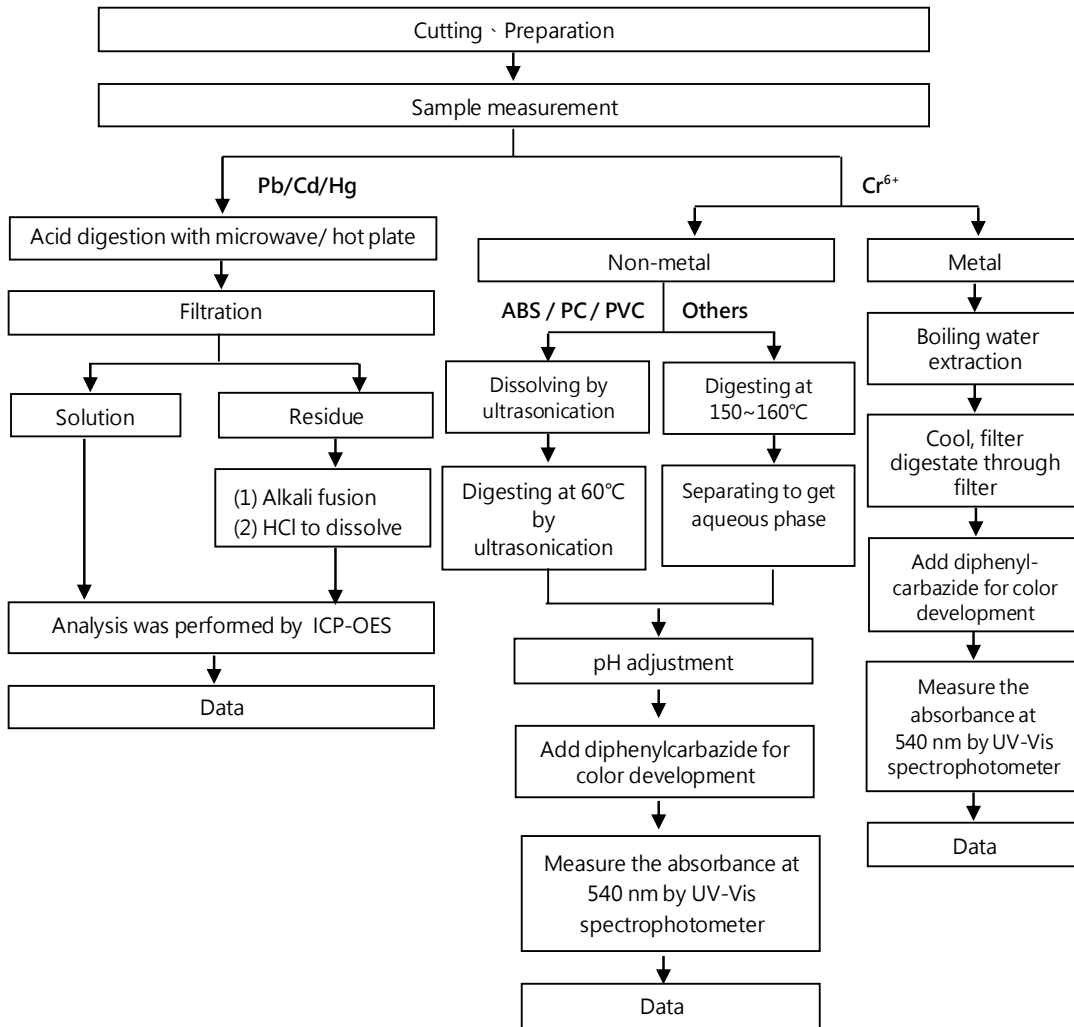 Cutting、Preparation
Sample measurement
Pb/Cd/Hg
Cr⁶⁺
Acid digestion with microwave/ hot plate
Filtration
Solution
Residue
(1) Alkali fusion
(2) HCl to dissolve
Analysis was performed by ICP-OES
Data
Non-metal
ABS / PC / PVC
Others
Dissolving by
ultrasonication
Digesting at 60℃
by
ultrasonication
Digesting at
150~160℃
Separating to get
aqueous phase
pH adjustment
Add diphenylcarbazide for
color development
Measure the absorbance at
540 nm by UV-Vis
spectrophotometer
Data
Metal
Boiling water
extraction
Cool, filter
digestate through
filter
Add diphenyl-
carbazide for color
development
Measure the
absorbance at
540 nm by UV-Vis
spectrophotometer
Data